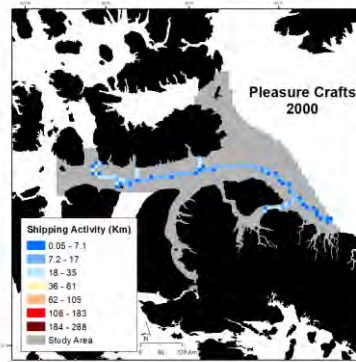 Pleasure Crafts
2000
Shipping Activity (Km)
0.05 - 7.1
7.2 - 17
18 - 35
36 - 61
62 - 105
106 - 183
184 - 288
Study Area
N